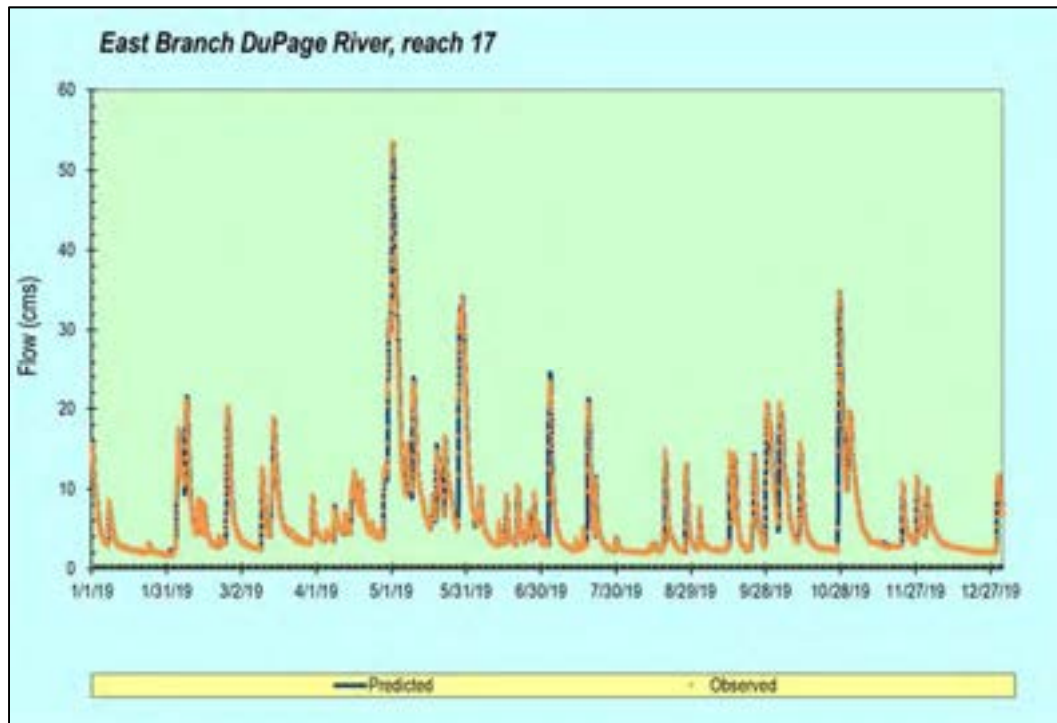 East Branch DuPage River, reach 17
60
50
40
30
20
10
0
Flow (cms)
1/1/19 1/31/19 3/2/19 4/1/19 5/1/19 5/31/19 6/30/19 7/30/19 8/29/19 9/28/19 10/28/19 11/27/19 12/27/19
Predicted Observed